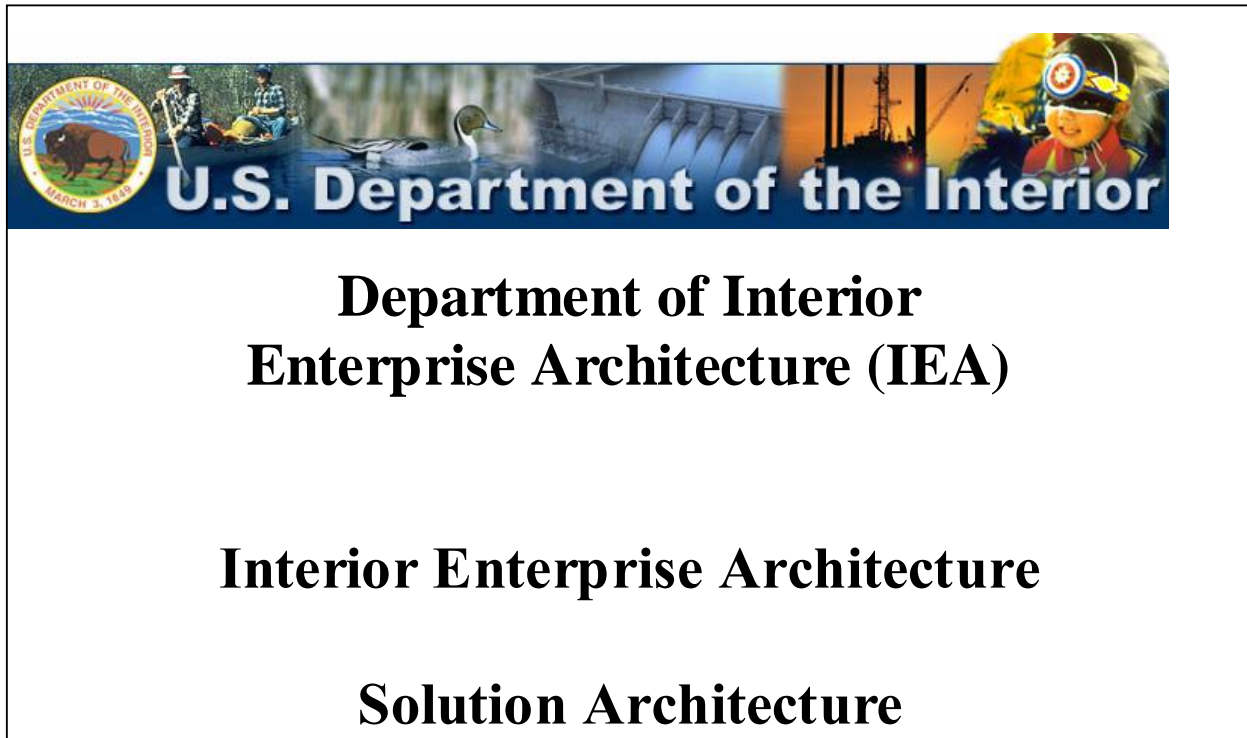 U.S. DEPARTMENT OF THE INTERIOR
MARCH 3, 1849
U.S. Department of the Interior
Department of Interior
Enterprise Architecture (IEA)
Interior Enterprise Architecture
Solution Architecture